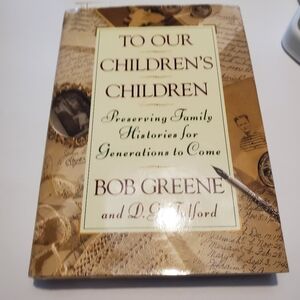 TO OUR
CHILDREN'S
CHILDREN
Preserving Family
Histories for
Generations to Come
BOB GREENE
and D.G. Fulford